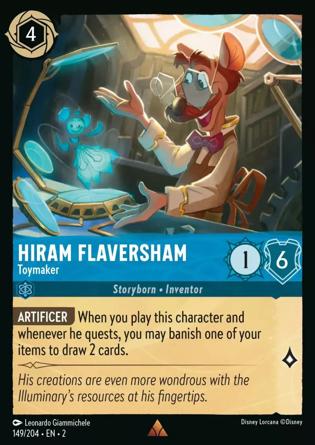 4
HIRAM FLAVERSHAM
Toymaker
1 6
Storyborn • Inventor
ARTIFICER When you play this character and
whenever he quests, you may banish one of your
items to draw 2 cards.
His creations are even more wondrous with the
Illuminary's resources at his fingertips.
Leonardo Giammichele
Disney Lorcana ©Disney
149/204 • EN • 2